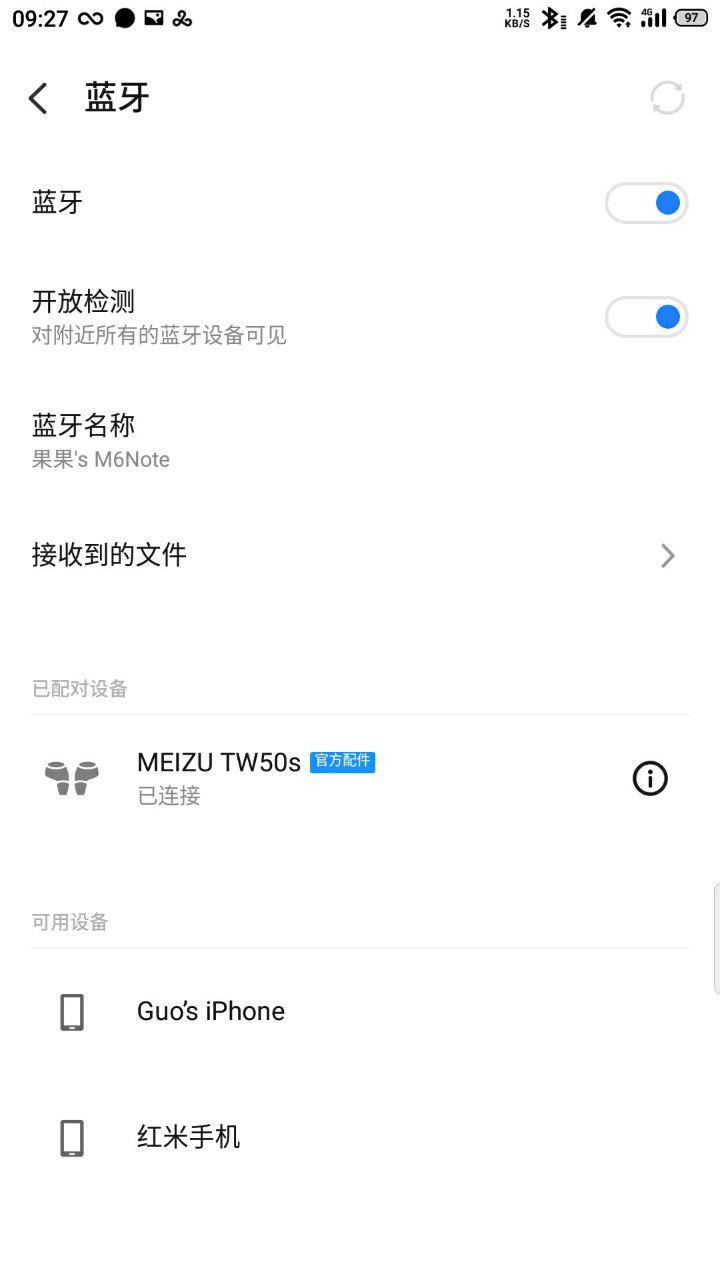 09:27
1.15
KB/S
4G
97
蓝牙
蓝牙
开放检测
对附近所有的蓝牙设备可见
蓝牙名称
果果's M6Note
接收到的文件
已配对设备
MEIZU TW50s 官方配件
已连接
可用设备
Guo’s iPhone
红米手机